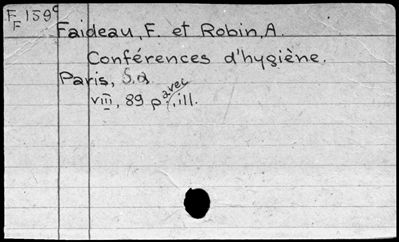 F 159c
F
Faideau, F. et Robin, A.
Conférences d'hygiène.
Paris, S.d.
VIII, 89 p. avec ill.